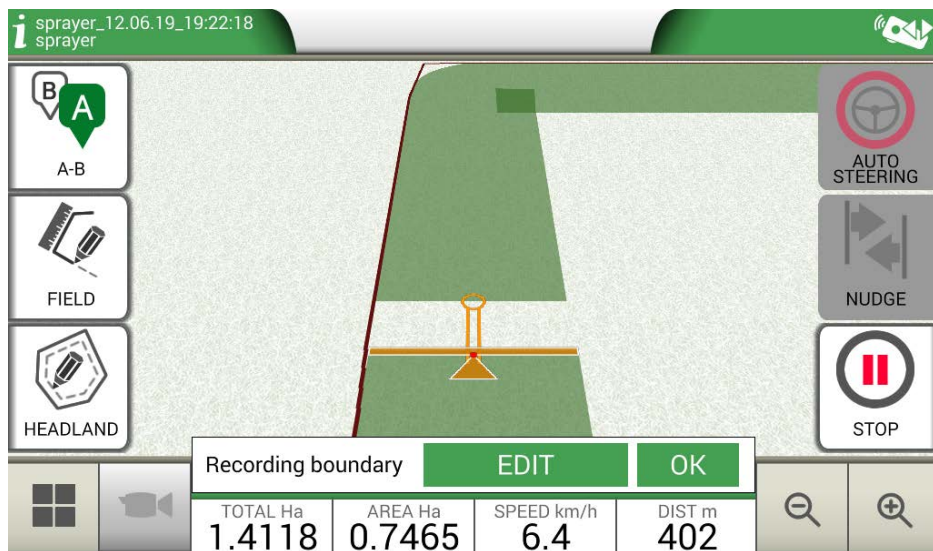 sprayer_12.06.19_19:22:18
sprayer
B
A
A-B
AUTO
STEERING
FIELD
NUDGE
HEADLAND
STOP
Recording boundary EDIT OK
TOTAL Ha AREA Ha SPEED km/h DIST m
1.4118 0.7465 6.4 402